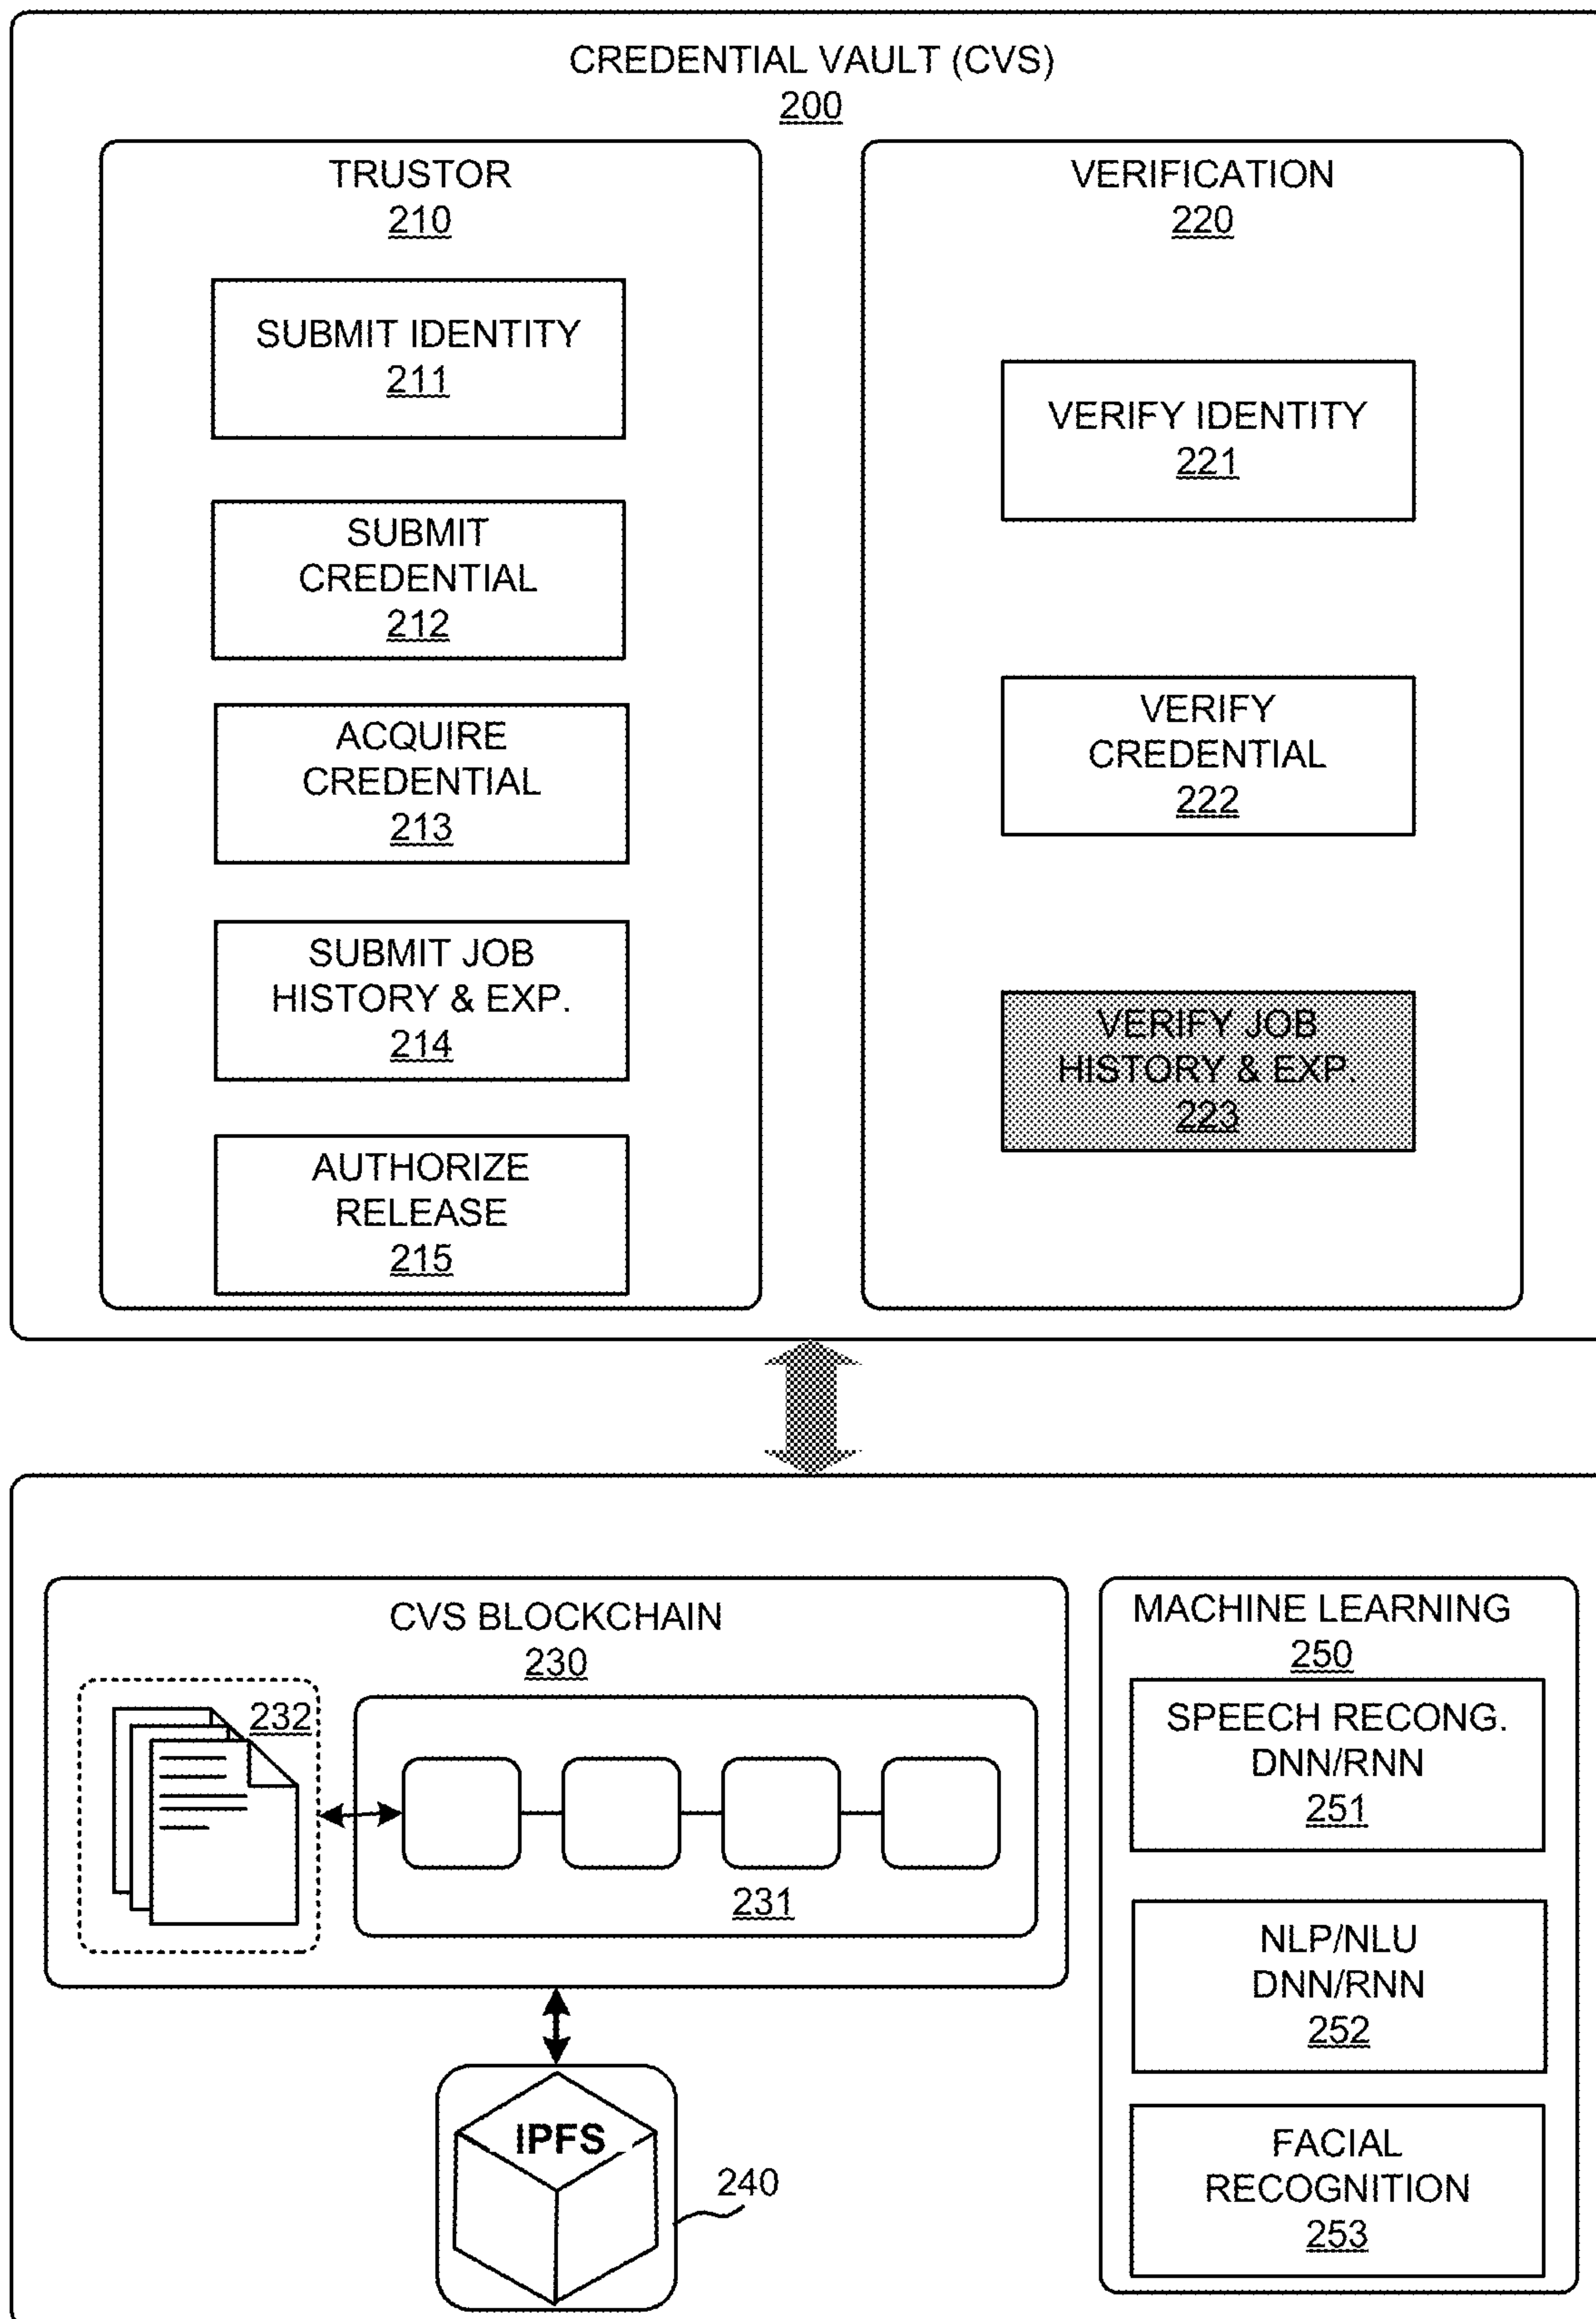 CREDENTIAL VAULT (CVS)
200
TRUSTOR
210
SUBMIT IDENTITY
211
SUBMIT
CREDENTIAL
212
ACQUIRE
CREDENTIAL
213
SUBMIT JOB
HISTORY & EXP.
214
AUTHORIZE
RELEASE
215
VERIFICATION
220
VERIFY IDENTITY
221
VERIFY
CREDENTIAL
222
VERIFY JOB
HISTORY & EXP.
223
CVS BLOCKCHAIN
230
232
231
IPFS
240
MACHINE LEARNING
250
SPEECH RECONG.
DNN/RNN
251
NLP/NLU
DNN/RNN
252
FACIAL
RECOGNITION
253